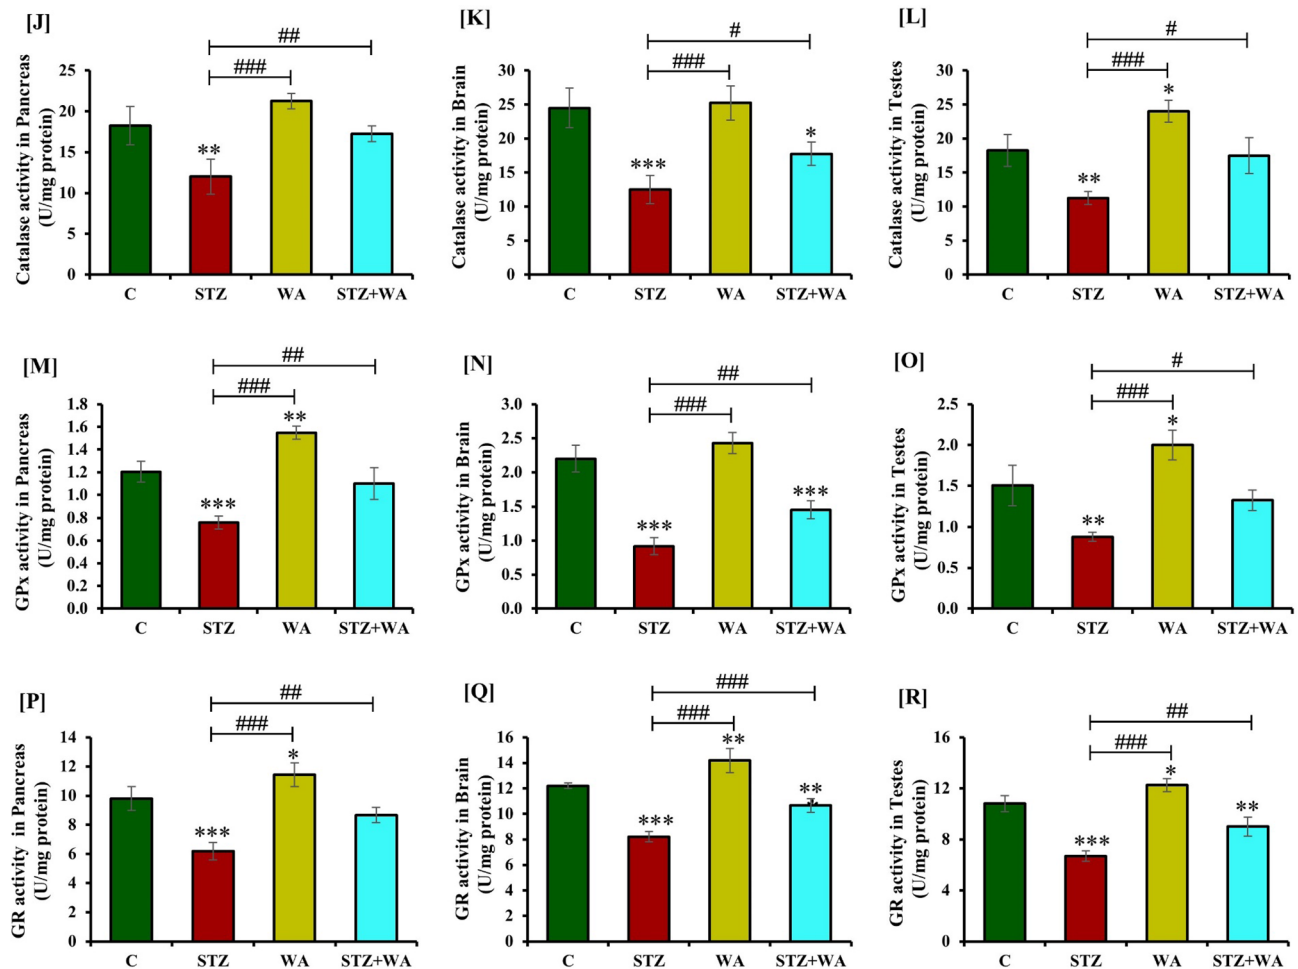 [J]
##
###
Catalase activity in Pancreas
(U/mg protein)
25
20
15
10
5
0
**
C STZ WA STZ+WA
[K]
#
###
Catalase activity in Brain
(U/mg protein)
30
25
20
15
10
5
0
***
*
C STZ WA STZ+WA
[L]
#
###
Catalase activity in Testes
(U/mg protein)
30
25
20
15
10
5
0
**
*
C STZ WA STZ+WA
[M]
##
###
GPx activity in Pancreas
(U/mg protein)
1.8
1.6
1.4
1.2
1.0
0.8
0.6
0.4
0.2
0.0
***
**
C STZ WA STZ+WA
[N]
##
###
GPx activity in Brain
(U/mg protein)
3.0
2.5
2.0
1.5
1.0
0.5
0.0
***
***
C STZ WA STZ+WA
[O]
#
###
GPx activity in Testes
(U/mg protein)
2.5
2.0
1.5
1.0
0.5
0.0
**
*
C STZ WA STZ+WA
[P]
##
###
GR activity in Pancreas
(U/mg protein)
14
12
10
8
6
4
2
0
***
*
C STZ WA STZ+WA
[Q]
###
###
GR activity in Brain
(U/mg protein)
16
14
12
10
8
6
4
2
0
***
**
**
C STZ WA STZ+WA
[R]
##
###
GR activity in Testes
(U/mg protein)
16
12
8
4
0
***
*
**
C STZ WA STZ+WA